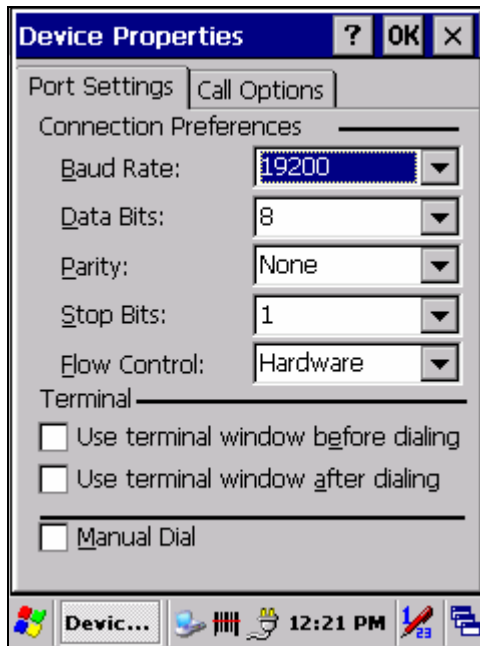 Device Properties ? OK ×
Port Settings Call Options
Connection Preferences
Baud Rate: 19200
Data Bits: 8
Parity: None
Stop Bits: 1
Flow Control: Hardware
Terminal
Use terminal window before dialing
Use terminal window after dialing
Manual Dial
Devic... 12:21 PM 1 23